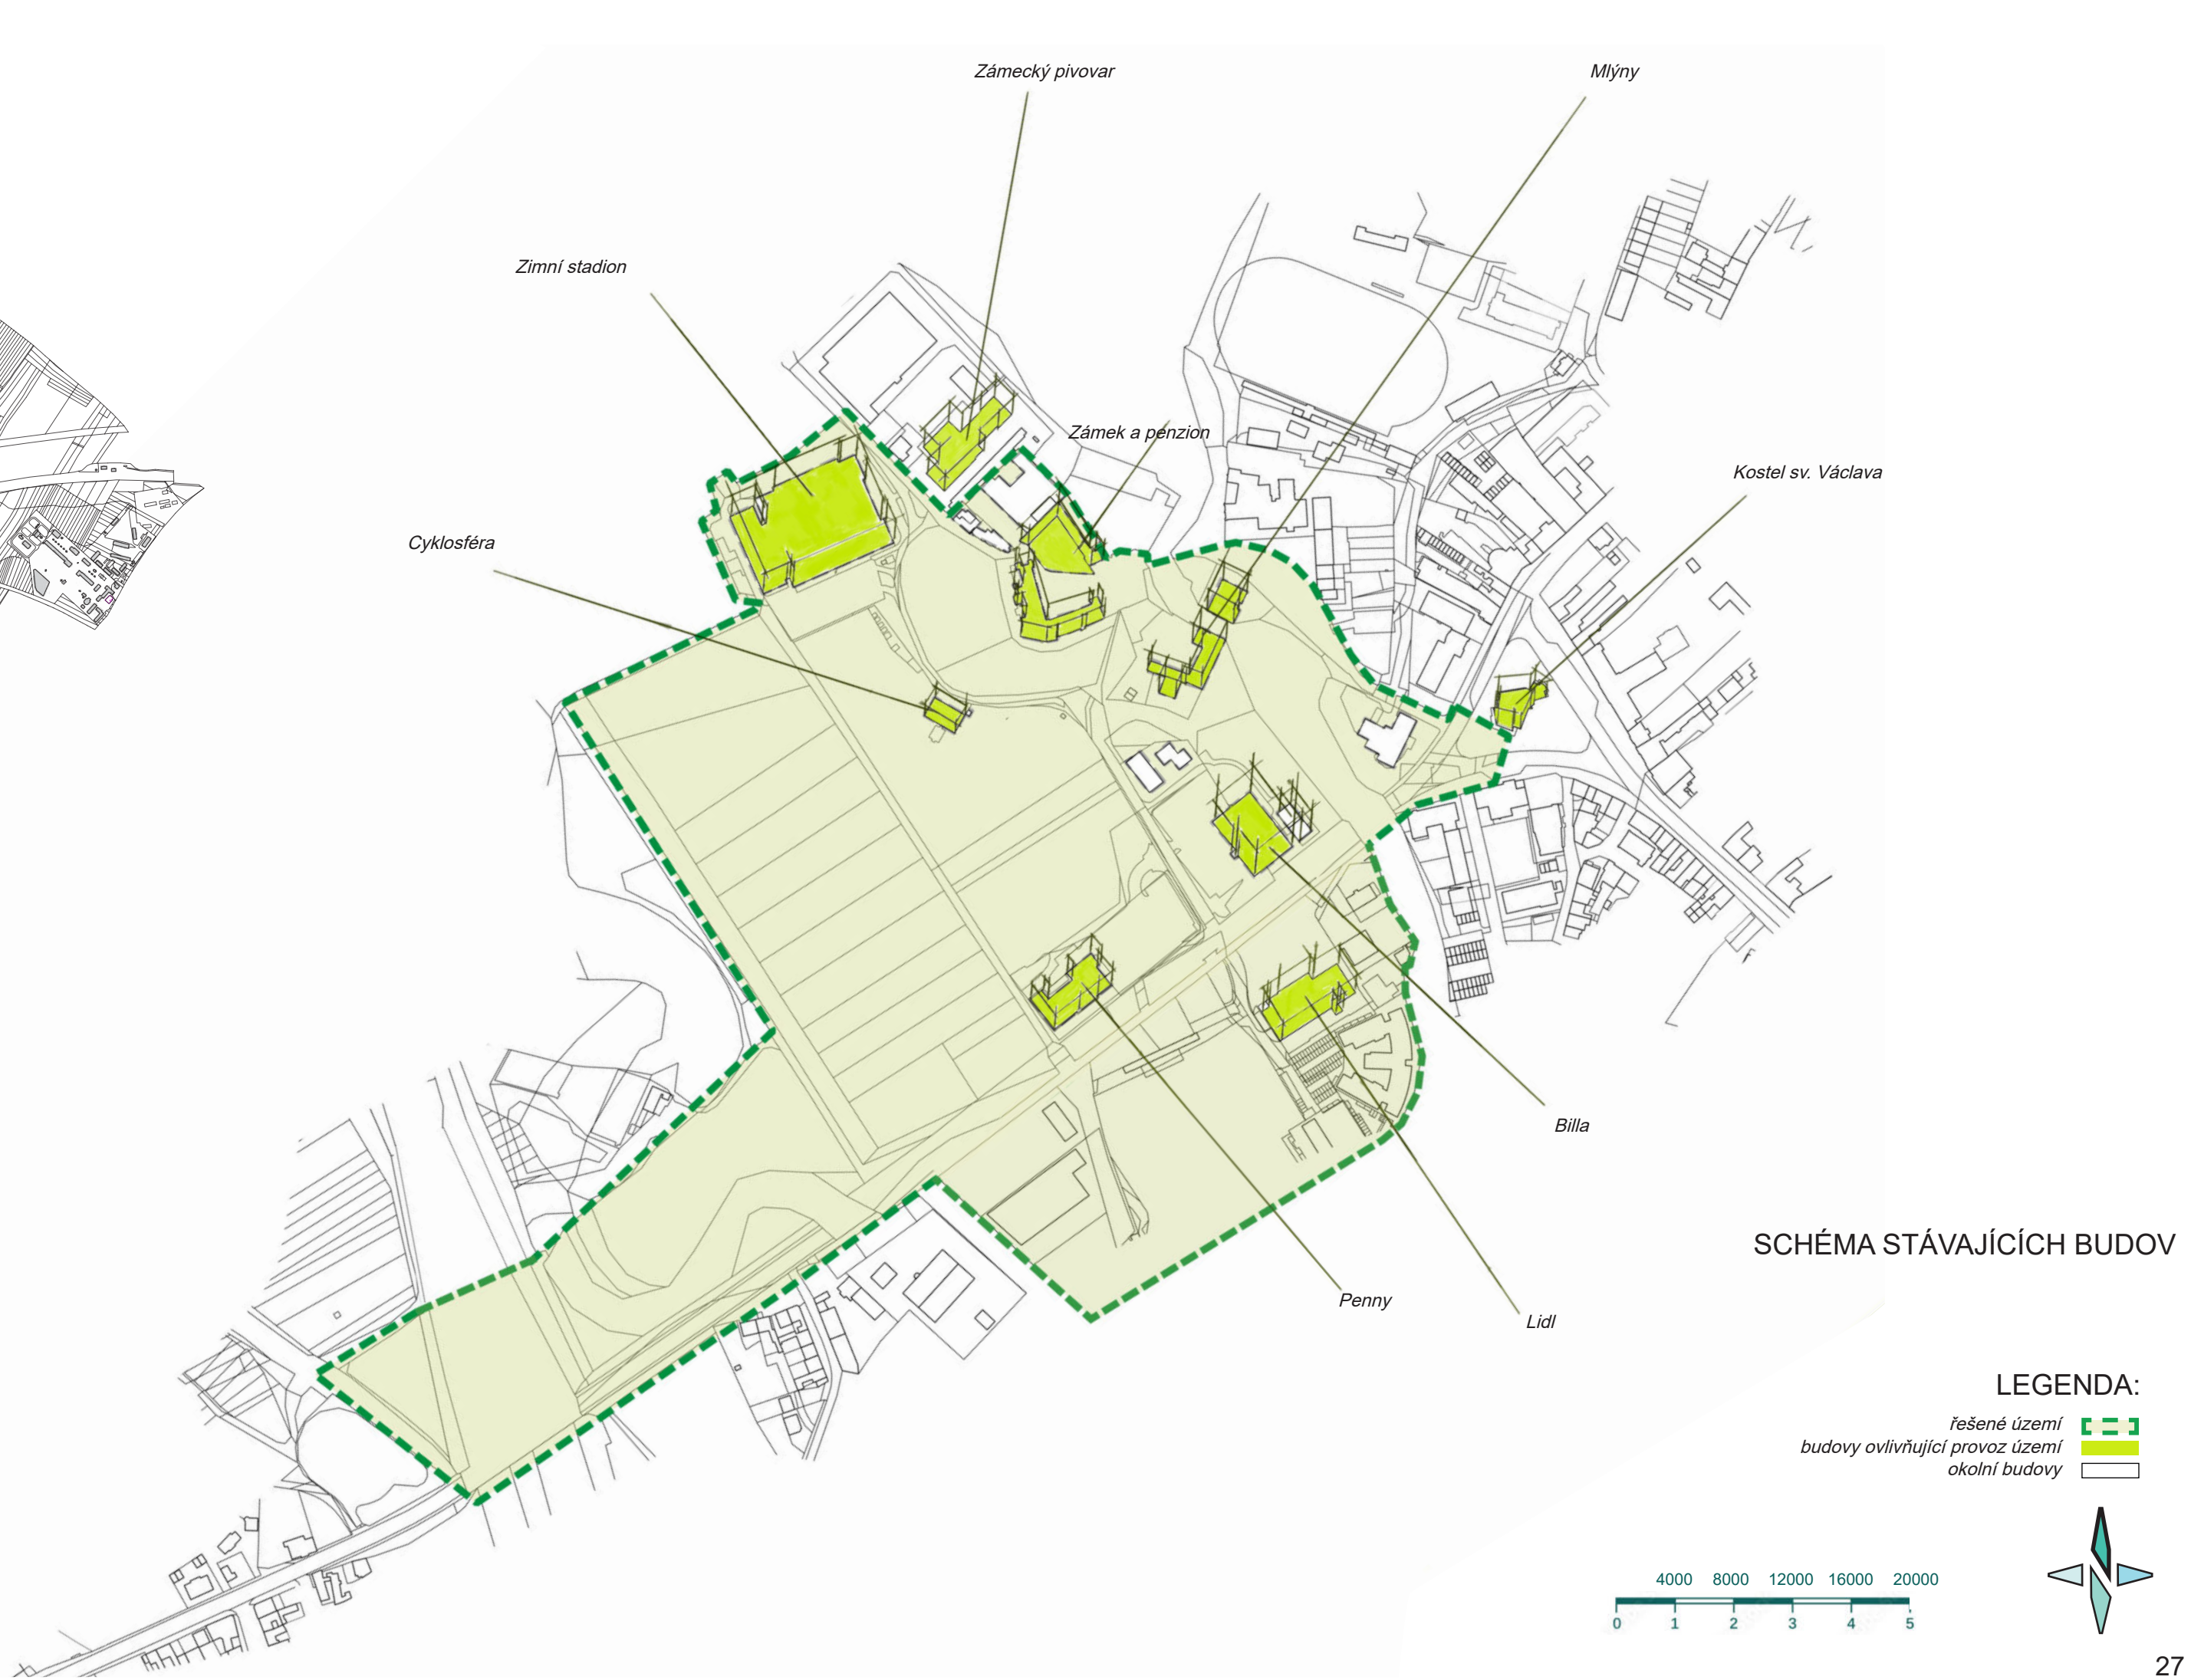 Zámecký pivovar
Mlýny
Zimní stadion
Zámek a penzion
Kostel sv. Václava
Cyklosféra
Billa
Penny
Lidl
SCHÉMA STÁVAJÍCÍCH BUDOV
LEGENDA:
řešené území
budovy ovlivňující provoz území
okolní budovy
4000 8000 12000 16000 20000
0 1 2 3 4 5
27